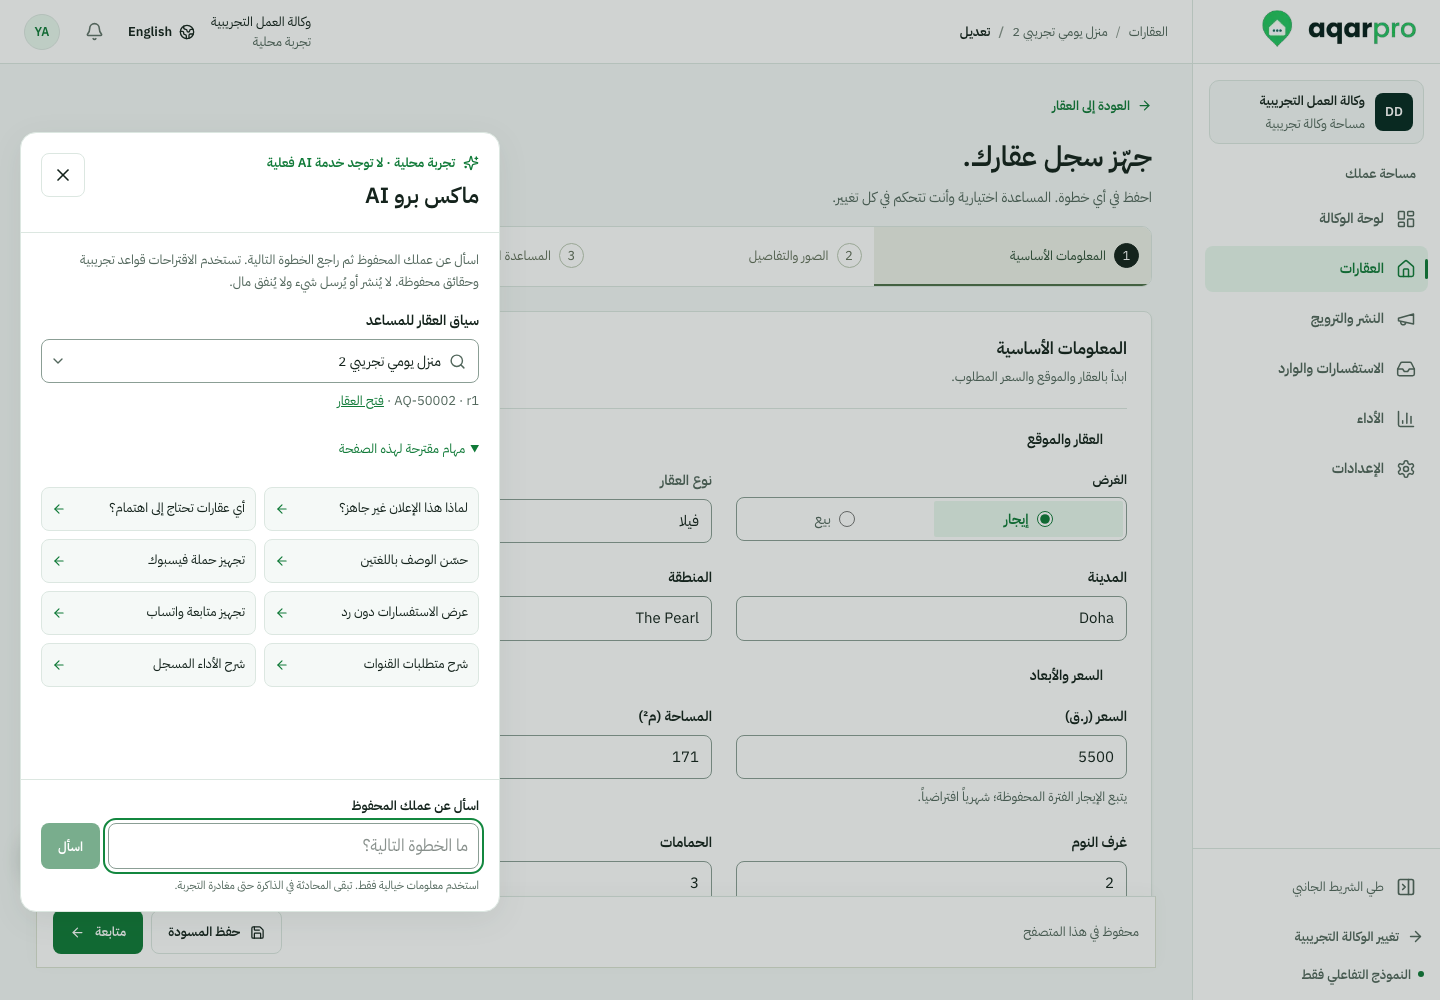 aqarpro
DD
وكالة العمل التجريبية
مساحة وكالة تجريبية
مساحة عملك
لوحة الوكالة
العقارات
النشر والترويج
الاستفسارات والوارد
الأداء
الإعدادات
طي الشريط الجانبي
تغيير الوكالة التجريبية
النموذج التفاعلي فقط
العقارات / منزل يومي تجريبي 2 / تعديل
وكالة العمل التجريبية
تجربة محلية
English
YA
العودة إلى العقار
جهّز سجل عقارك.
احفظ في أي خطوة. المساعدة اختيارية وأنت تتحكم في كل تغيير.
1 المعلومات الأساسية
2 الصور والتفاصيل
3 المساعدة
المعلومات الأساسية
ابدأ بالعقار والموقع والسعر المطلوب.
العقار والموقع
الغرض
نوع العقار
إيجار
بيع
فيلا
المدينة
المنطقة
Doha
The Pearl
السعر والأبعاد
السعر (ر.ق)
المساحة (م²)
5500
171
يتبع الإيجار الفترة المحفوظة؛ شهرياً افتراضياً.
غرف النوم
الحمامات
2
3
محفوظ في هذا المتصفح
حفظ المسودة
متابعة
تجربة محلية · لا توجد خدمة AI فعلية
ماكس برو AI
اسأل عن عملك المحفوظ ثم راجع الخطوة التالية. تستخدم الاقتراحات قواعد تجريبية
وحقائق محفوظة. لا يُنشر أو يُرسل شيء ولا يُنفق مال.
سياق العقار للمساعد
منزل يومي تجريبي 2
AQ-50002 · r1 · فتح العقار
مهام مقترحة لهذه الصفحة
لماذا هذا الإعلان غير جاهز؟
أي عقارات تحتاج إلى اهتمام؟
حسّن الوصف باللغتين
تجهيز حملة فيسبوك
عرض الاستفسارات دون رد
تجهيز متابعة واتساب
شرح متطلبات القنوات
شرح الأداء المسجل
اسأل عن عملك المحفوظ
ما الخطوة التالية؟
اسأل
استخدم معلومات خيالية فقط. تبقى المحادثة في الذاكرة حتى مغادرة التجربة.